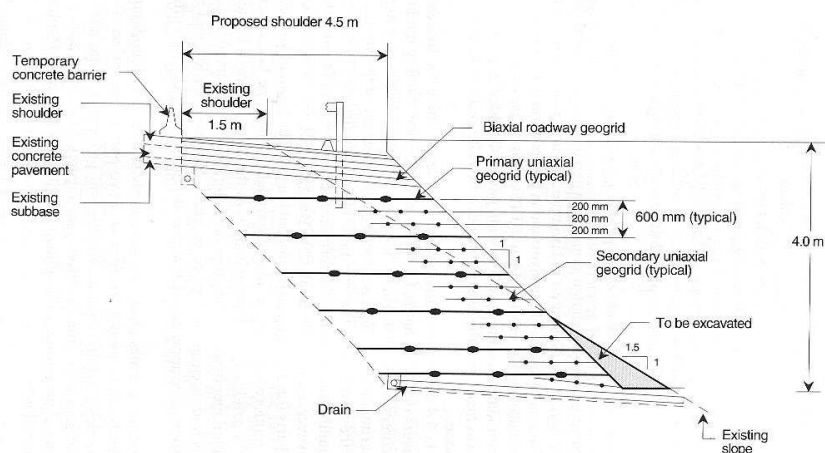 Proposed shoulder 4.5 m
Temporary
concrete barrier
Existing
shoulder
Existing
concrete
pavement
Existing
subbase
Existing
shoulder
1.5 m
Biaxial roadway geogrid
Primary uniaxial
geogrid (typical)
200 mm
200 mm
200 mm
600 mm (typical)
4.0 m
1
1
Secondary uniaxial
geogrid (typical)
To be excavated
1.5
1
Drain
Existing
slope